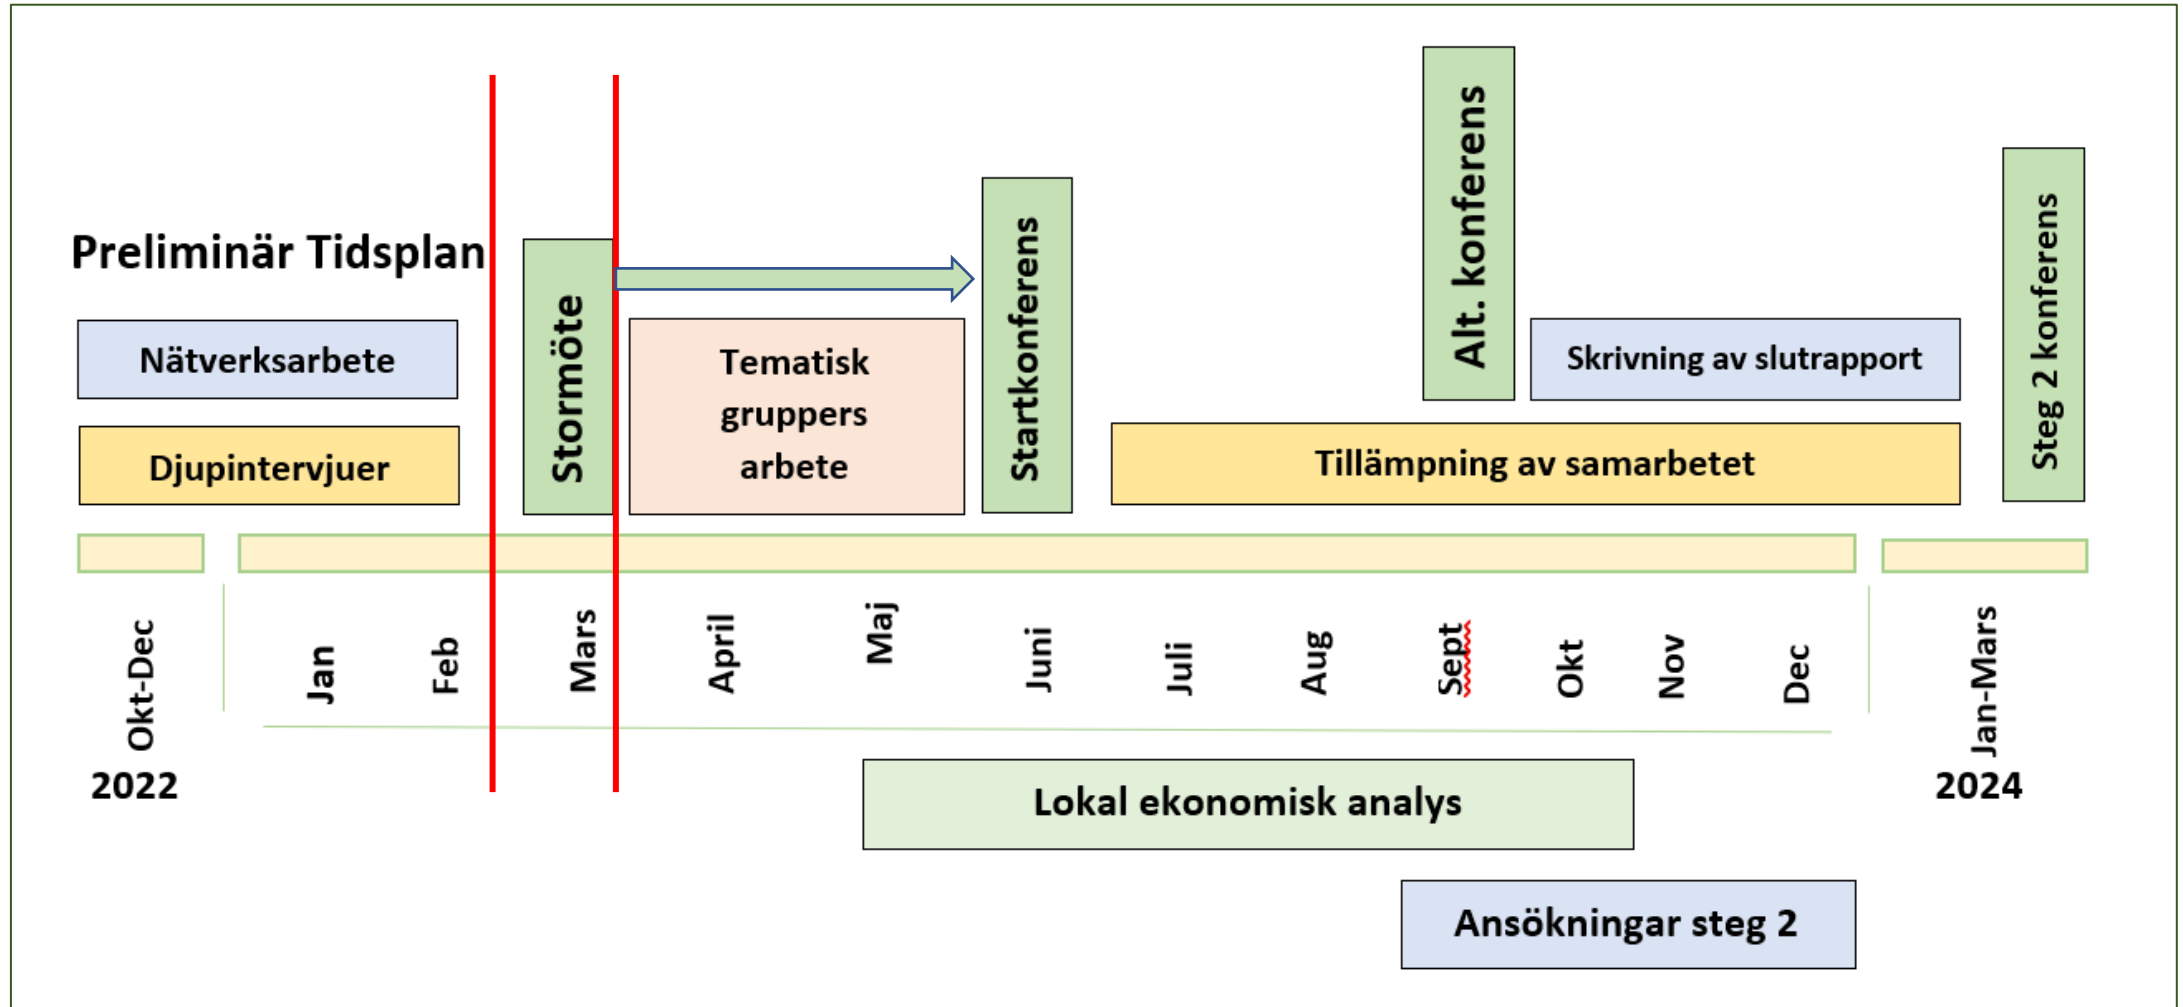 Preliminär Tidsplan
Nätverksarbete
Djupintervjuer
Stormöte
Tematisk
gruppers
arbete
Startkonferens
Alt. konferens
Skrivning av slutrapport
Tillämpning av samarbetet
Steg 2 konferens
Okt-Dec
2022
Jan
Feb
Mars
April
Maj
Juni
Juli
Aug
Sept
Okt
Nov
Dec
Jan-Mars
2024
Lokal ekonomisk analys
Ansökningar steg 2